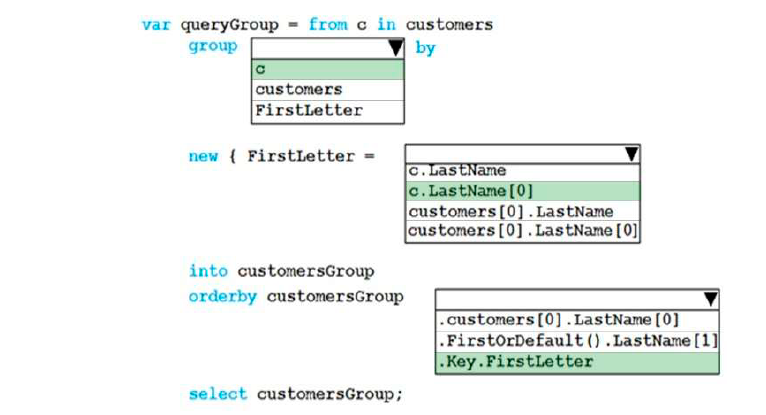 var queryGroup = from c in customers
group by
c
customers
FirstLetter
new { FirstLetter =
c.LastName
c.LastName[0]
customers[0].LastName
customers[0].LastName[0]
into customersGroup
orderby customersGroup
.customers[0].LastName[0]
.FirstOrDefault().LastName[1]
.Key.FirstLetter
select customersGroup;